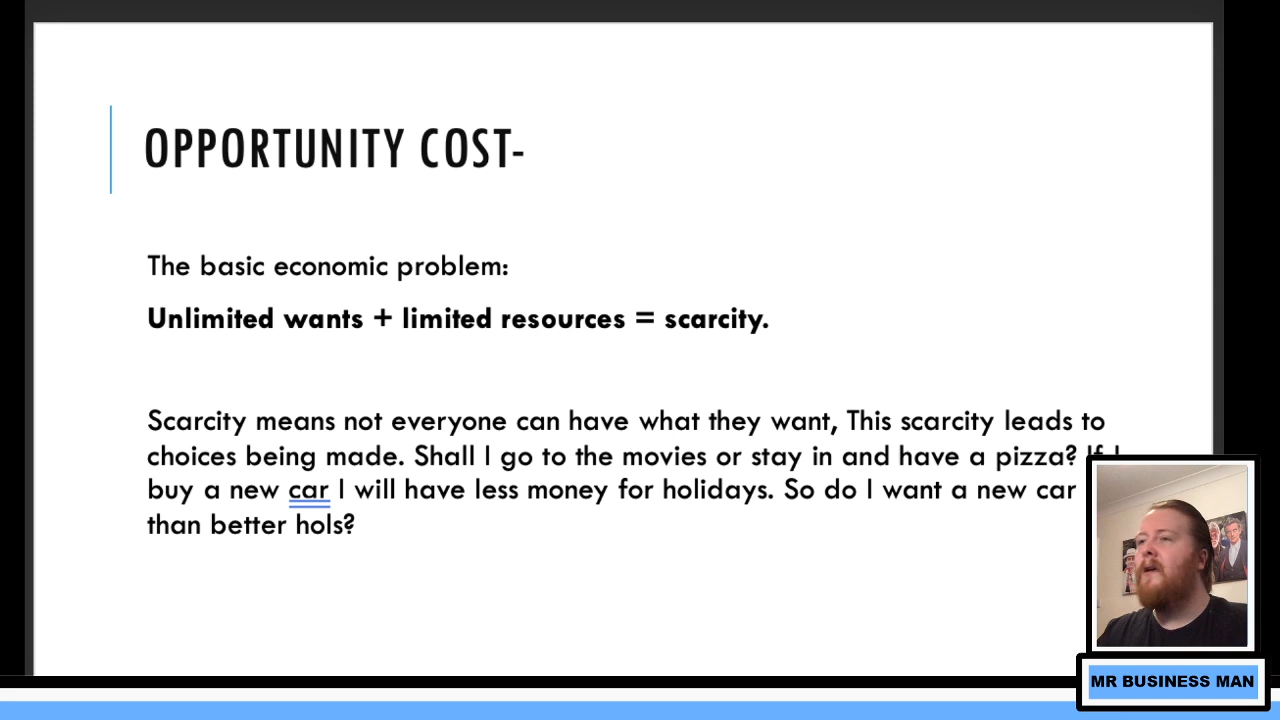 OPPORTUNITY COST-
The basic economic problem:
Unlimited wants + limited resources = scarcity.
Scarcity means not everyone can have what they want, This scarcity leads to
choices being made. Shall I go to the movies or stay in and have a pizza? If I
buy a new car I will have less money for holidays. So do I want a new car
than better hols?
MR BUSINESS MAN